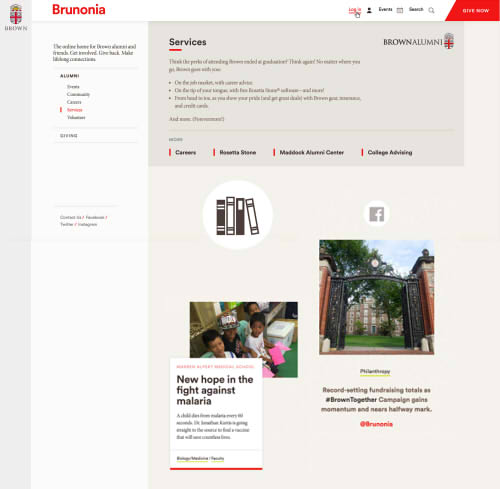 BROWN
Brunonia
Log in
Events
Search
GIVE NOW
The online home for Brown alumni and
friends. Get involved. Give back. Make
lifelong connections.
ALUMNI
Events
Community
Careers
Services
Volunteer
GIVING
Contact Us / Facebook /
Twitter / Instagram
Services
BROWNALUMNI
Think the perks of attending Brown ended at graduation? Think again! No matter where you
go, Brown goes with you:
• On the job market, with career advice.
• On the tip of your tongue, with free Rosetta Stone® software—and more!
• From head to toe, as you show your pride (and get great deals) with Brown gear, insurance,
and credit cards.
And more. (Forevermore!)
MORE
Careers
Rosetta Stone
Maddock Alumni Center
College Advising
WARREN ALPERT MEDICAL SCHOOL
New hope in the
fight against
malaria
A child dies from malaria every 60
seconds. Dr. Jonathan Kurtis is going
straight to the source to find a vaccine
that will save countless lives.
Biology/Medicine / Faculty
Philanthropy
Record-setting fundraising totals as
#BrownTogether Campaign gains
momentum and nears halfway mark.
@Brunonia